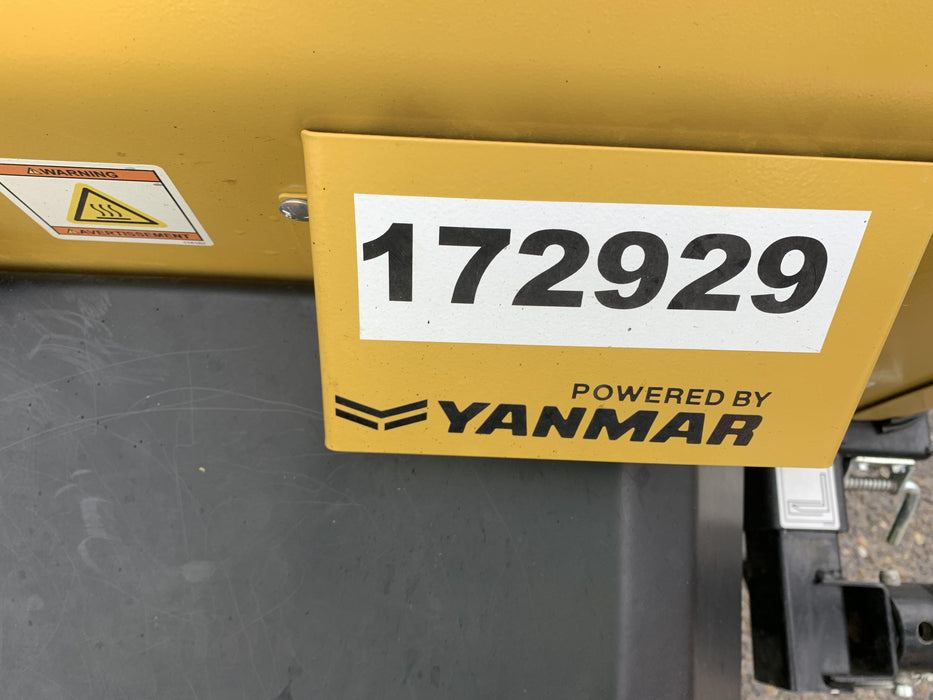 WARNING
AVERTISSEMENT
172929
POWERED BY
YANMAR